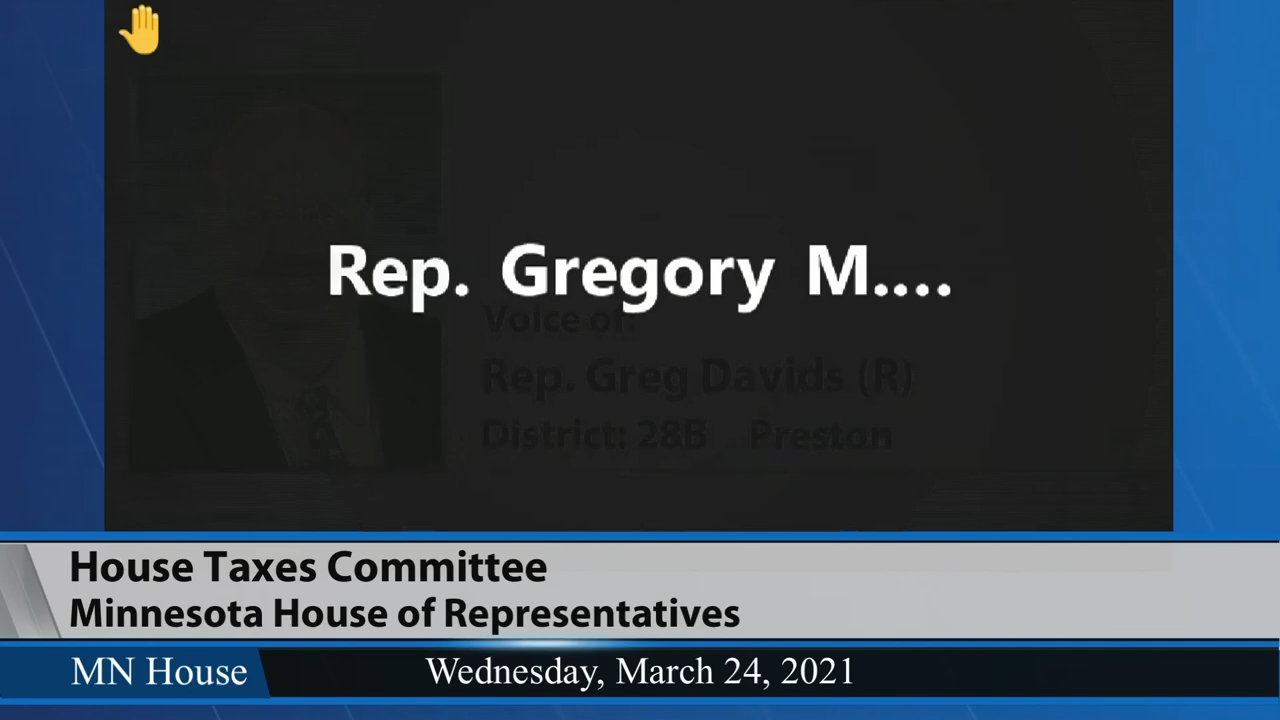 Rep. Gregory M....
Voice of:
Rep. Greg Davids (R)
District: 28B Preston
House Taxes Committee
Minnesota House of Representatives
MN House
Wednesday, March 24, 2021